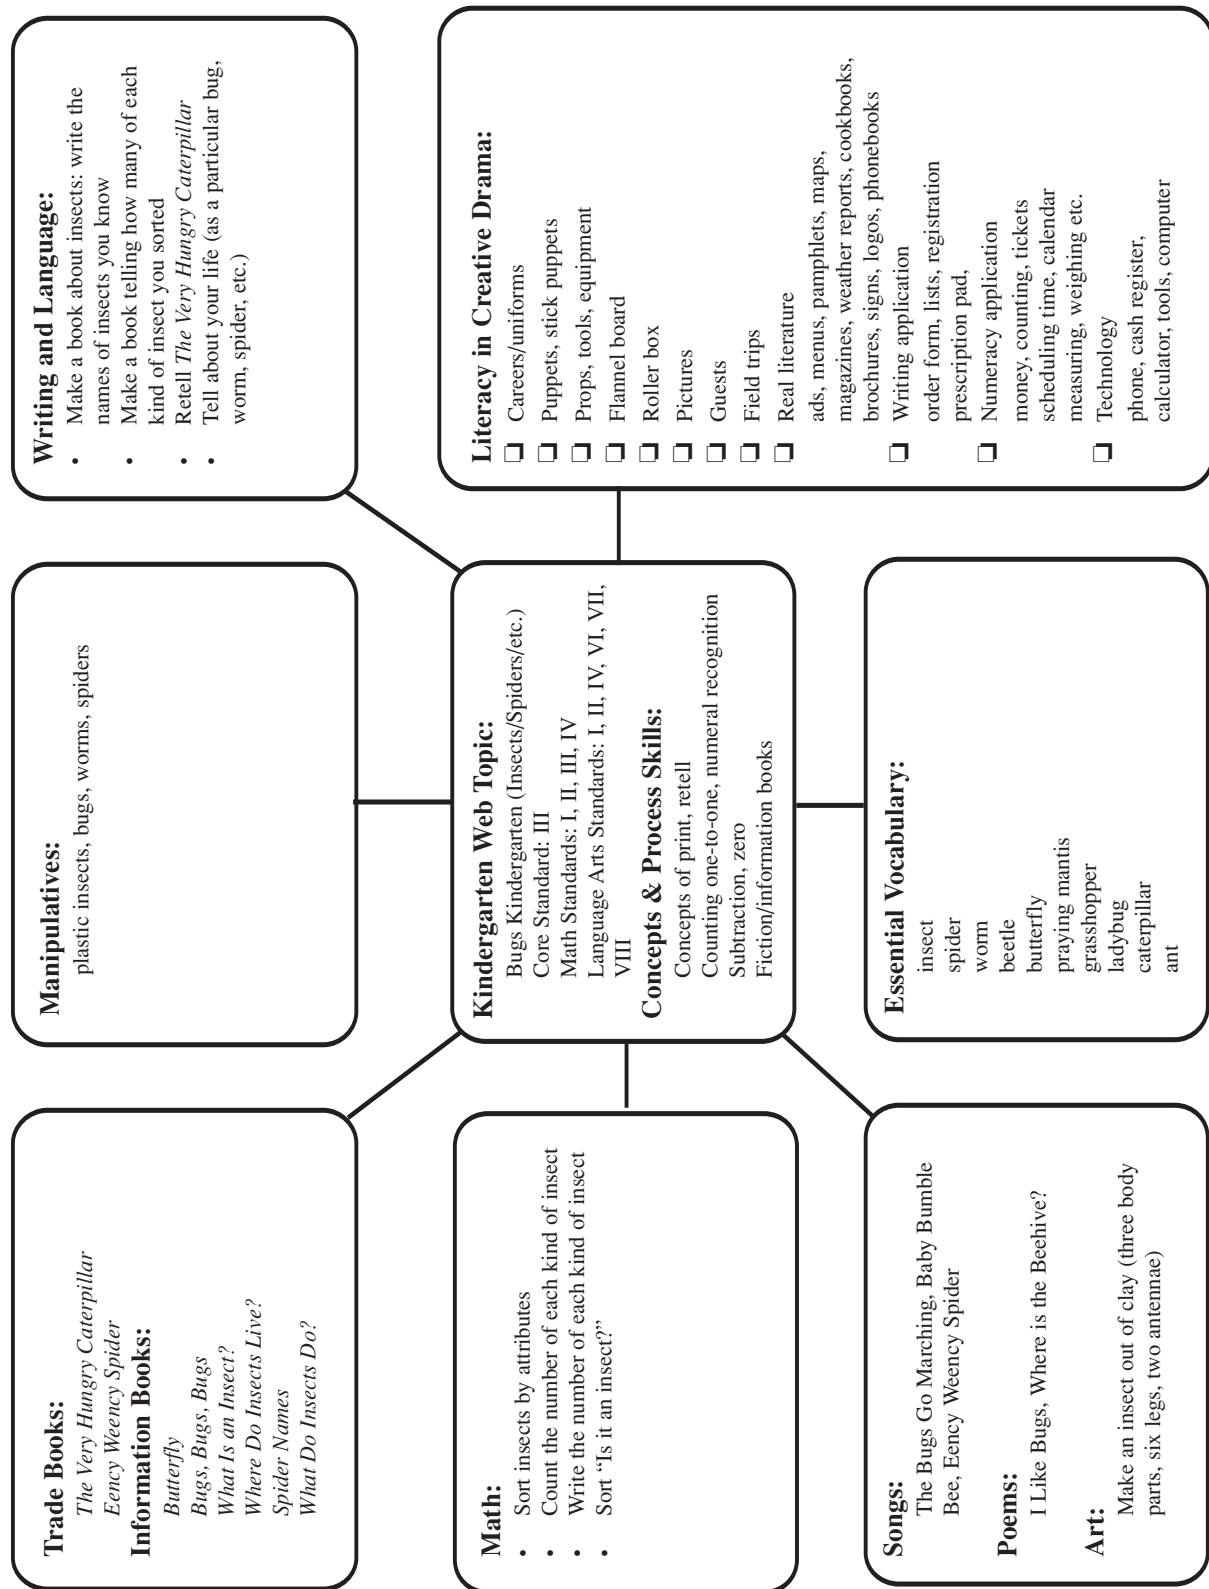 Trade Books:
The Very Hungry Caterpillar
Eency Weency Spider
Information Books:
Butterfly
Bugs, Bugs, Bugs
What Is an Insect?
Where Do Insects Live?
Spider Names
What Do Insects Do?
Manipulatives:
plastic insects, bugs, worms, spiders
Writing and Language:
• Make a book about insects: write the
names of insects you know
• Make a book telling how many of each
kind of insect you sorted
• Retell The Very Hungry Caterpillar
• Tell about your life (as a particular bug,
worm, spider, etc.)
Math:
• Sort insects by attributes
• Count the number of each kind of insect
• Write the number of each kind of insect
• Sort “Is it an insect?”
Kindergarten Web Topic:
Bugs Kindergarten (Insects/Spiders/etc.)
Core Standard: III
Math Standards: I, II, III, IV
Language Arts Standards: I, II, IV, VI, VII,
VIII
Concepts & Process Skills:
Concepts of print, retell
Counting one-to-one, numeral recognition
Subtraction, zero
Fiction/information books
Literacy in Creative Drama:
❏ Careers/uniforms
❏ Puppets, stick puppets
❏ Props, tools, equipment
❏ Flannel board
❏ Roller box
❏ Pictures
❏ Guests
❏ Field trips
❏ Real literature
ads, menus, pamphlets, maps,
magazines, weather reports, cookbooks,
brochures, signs, logos, phonebooks
❏ Writing application
order form, lists, registration
prescription pad,
❏ Numeracy application
money, counting, tickets
scheduling time, calendar
measuring, weighing etc.
❏ Technology
phone, cash register,
calculator, tools, computer
Songs:
The Bugs Go Marching, Baby Bumble
Bee, Eency Weency Spider
Poems:
I Like Bugs, Where is the Beehive?
Art:
Make an insect out of clay (three body
parts, six legs, two antennae)
Essential Vocabulary:
insect
spider
worm
beetle
butterfly
praying mantis
grasshopper
ladybug
caterpillar
ant